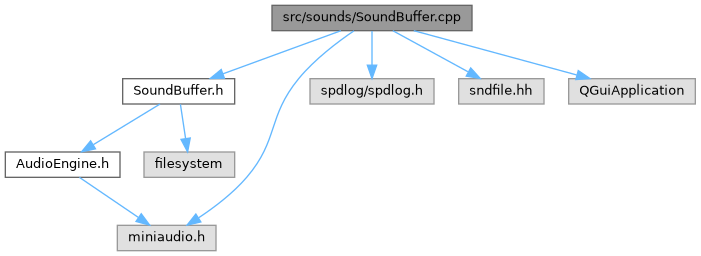 src/sounds/SoundBuffer.cpp
SoundBuffer.h
spdlog/spdlog.h
sndfile.hh
QGuiApplication
AudioEngine.h
filesystem
miniaudio.h